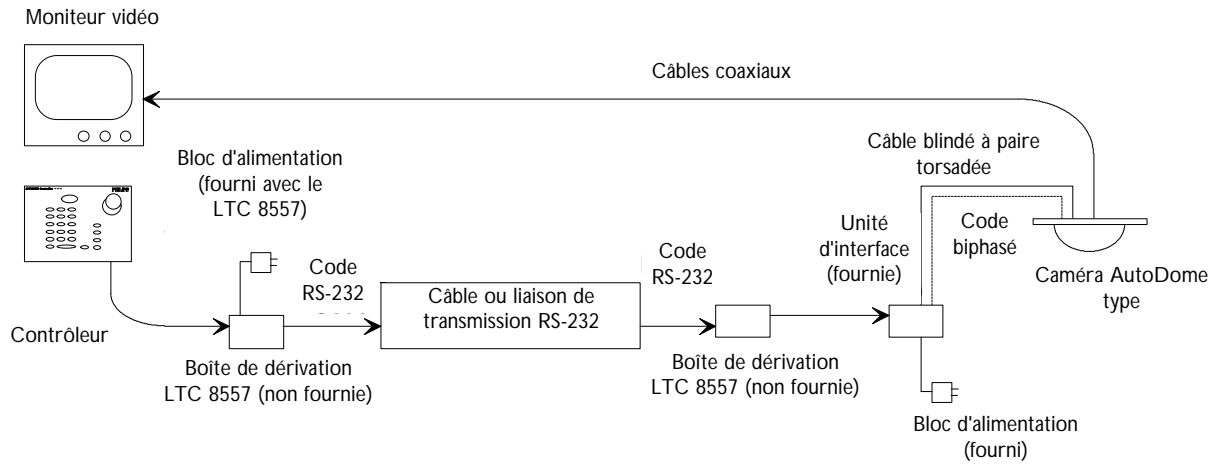 Moniteur vidéo
Câbles coaxiaux
Câble blindé à paire
torsadée
Bloc d'alimentation
(fourni avec le
LTC 8557)
Unité
d'interface
(fournie)
Code
biphasé
Caméra AutoDome
type
Code
RS-232
Câble ou liaison de
transmission RS-232
Code
RS-232
Contrôleur
Boîte de dérivation
LTC 8557 (non fournie)
Boîte de dérivation
LTC 8557 (non fournie)
Bloc d'alimentation
(fourni)